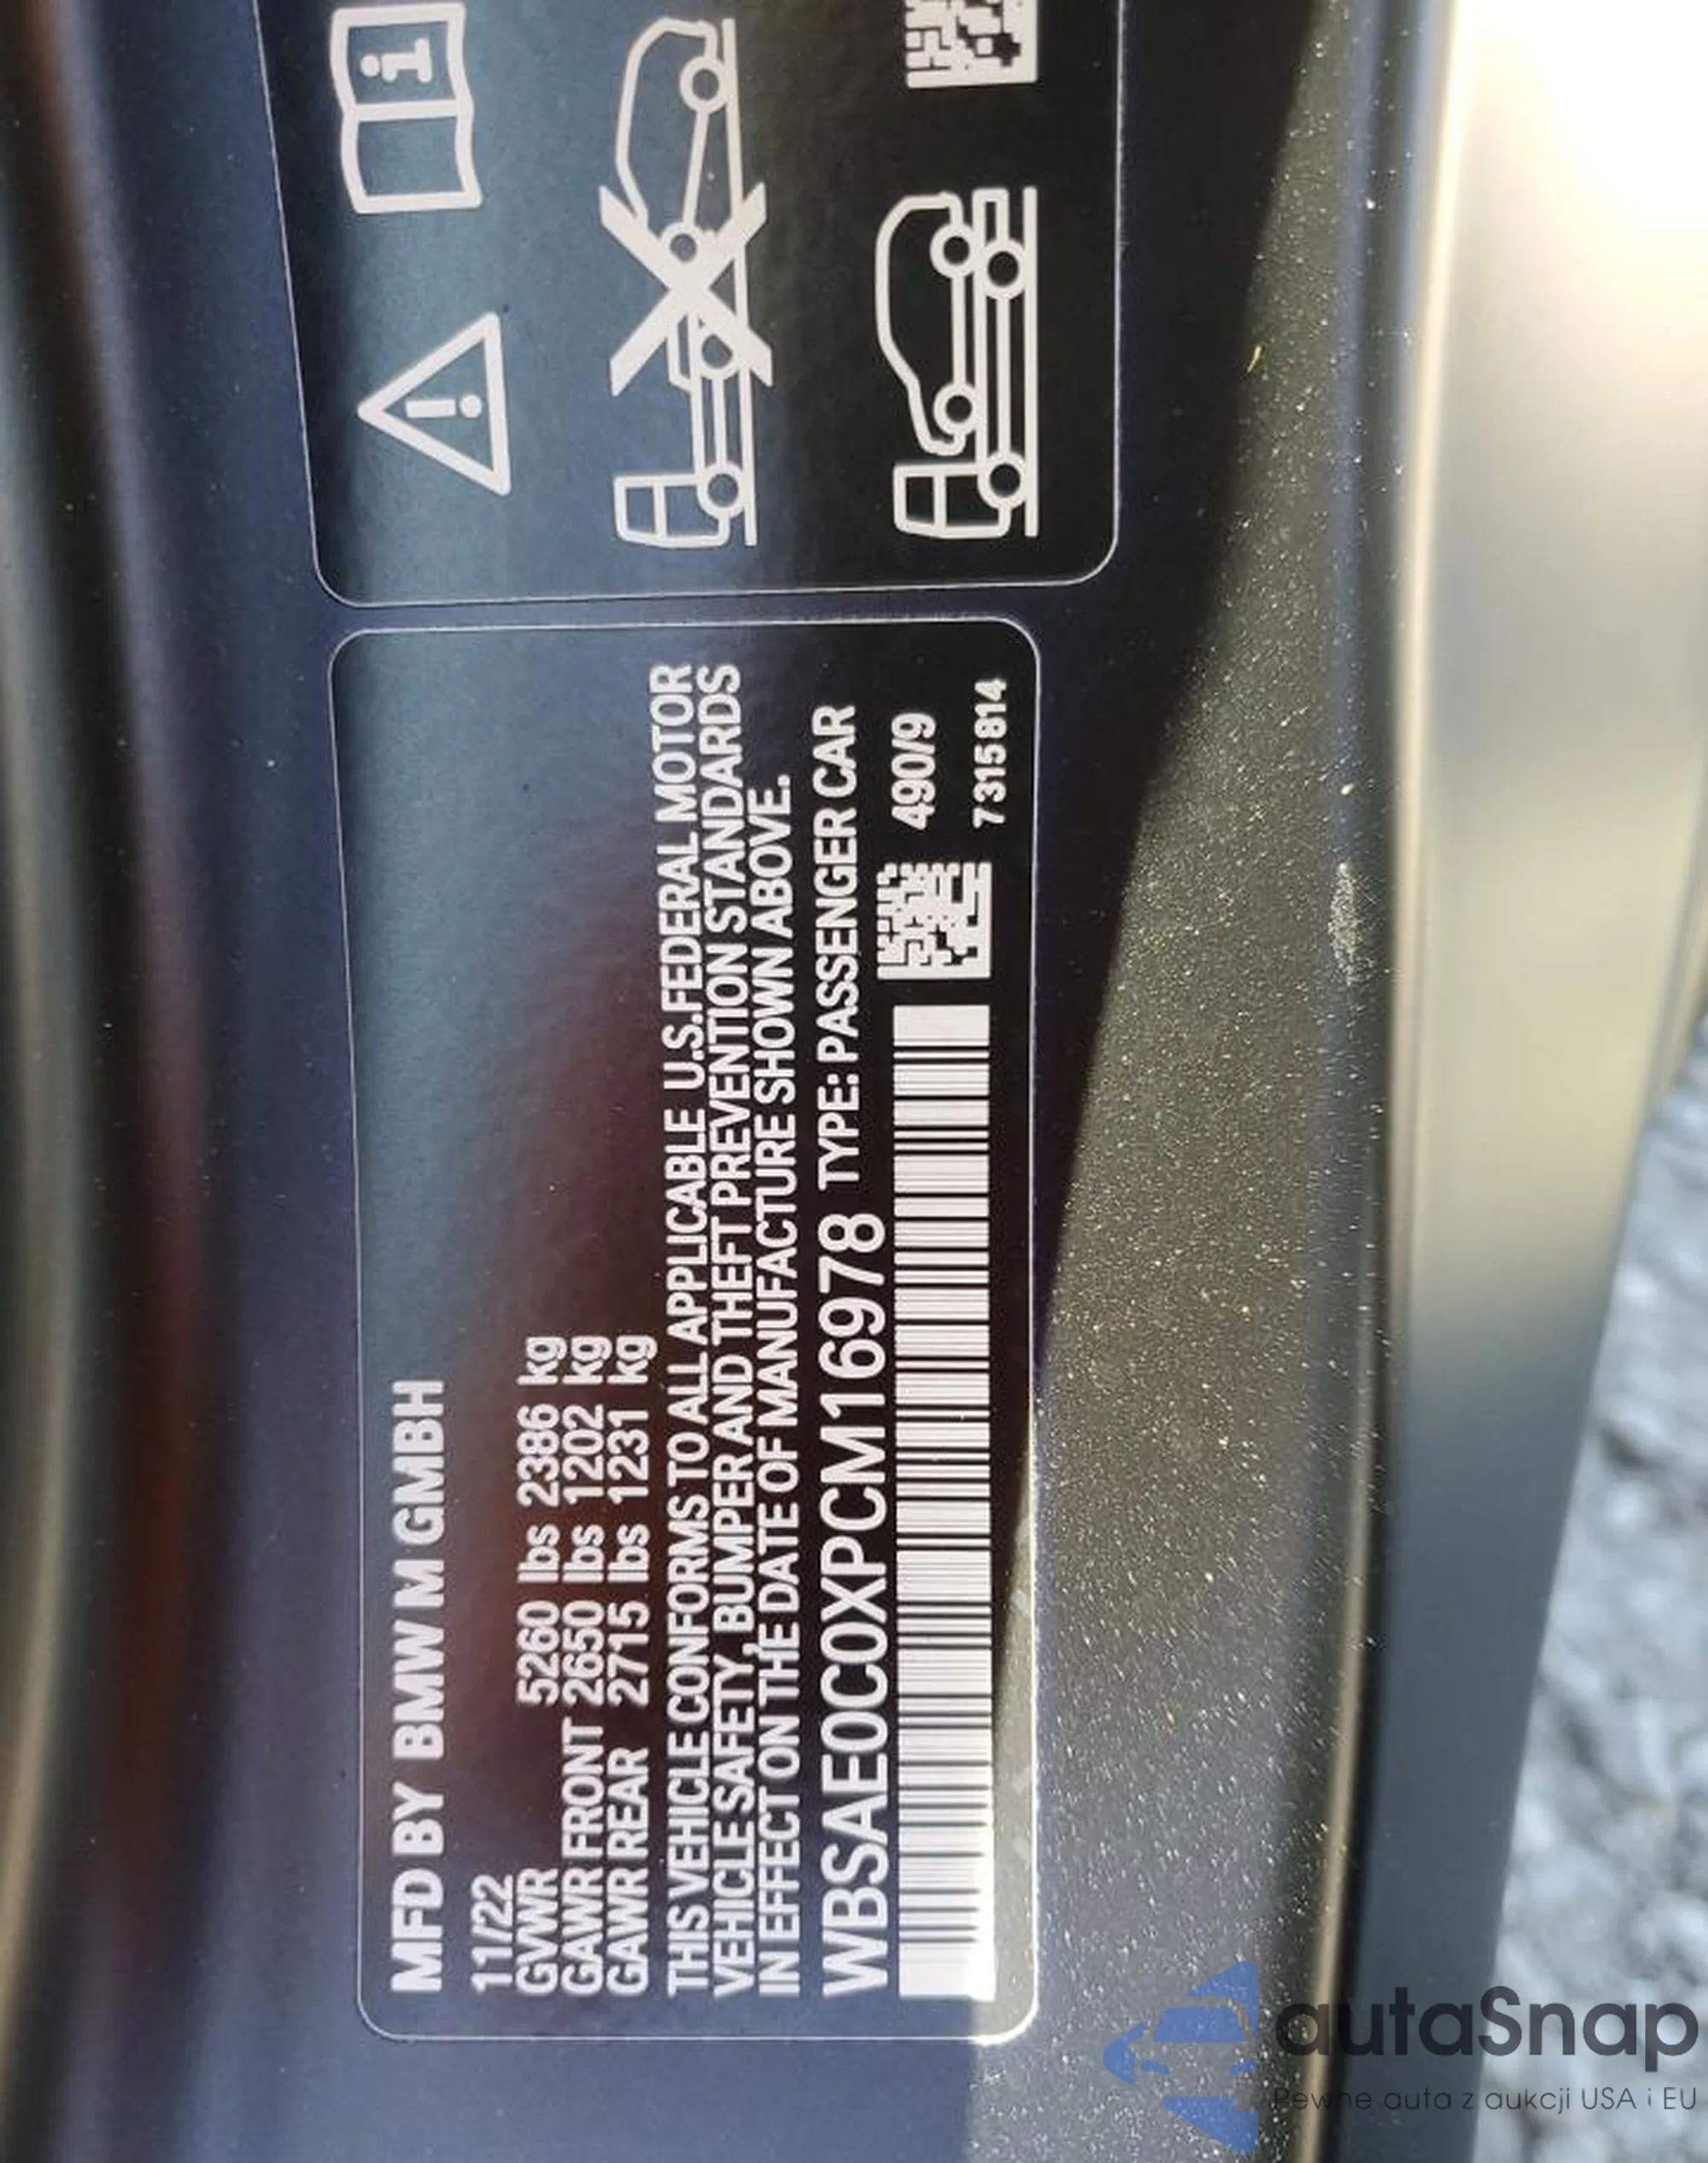 MFD BY BMW M GMBH
11/22
GVWR 5260 lbs 2386 kg
GAWR FRONT 2650 lbs 1202 kg
GAWR REAR 2715 lbs 1231 kg
THIS VEHICLE CONFORMS TO ALL APPLICABLE U.S.FEDERAL MOTOR
VEHICLE SAFETY, BUMPER AND THEFT PREVENTION STANDARDS
IN EFFECT ON THE DATE OF MANUFACTURE SHOWN ABOVE.
WBSAE0C0XPCM16978 TYPE: PASSENGER CAR
490/9
7315814
autaSnap
Pewne auta z aukcji USA i EU